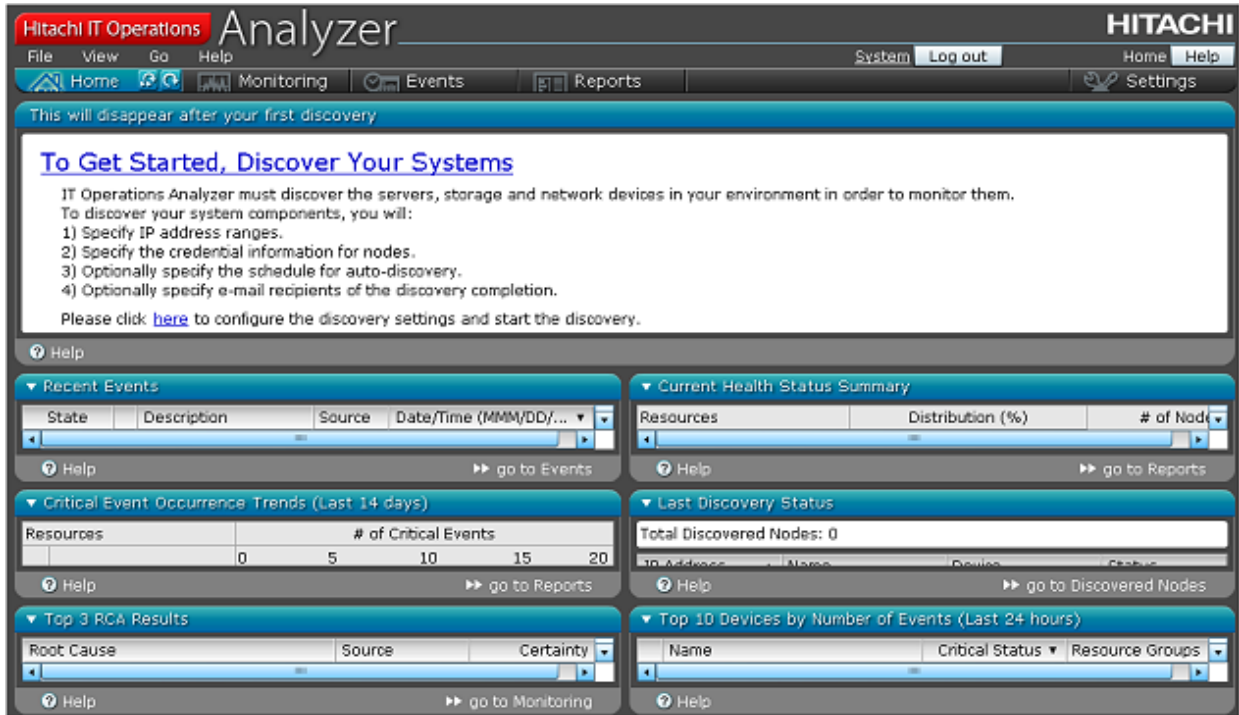 Hitachi IT Operations Analyzer HITACHI
File View Go Help System Log out Home Help
Home Monitoring Events Reports Settings
This will disappear after your first discovery
To Get Started, Discover Your Systems
IT Operations Analyzer must discover the servers, storage and network devices in your environment in order to monitor them.
To discover your system components, you will:
1) Specify IP address ranges.
2) Specify the credential information for nodes.
3) Optionally specify the schedule for auto-discovery.
4) Optionally specify e-mail recipients of the discovery completion.
Please click here to configure the discovery settings and start the discovery.
Help
Recent Events
State Description Source Date/Time (MMM/DD/...
Help go to Events
Current Health Status Summary
Resources Distribution (%) # of Node
Help go to Reports
Critical Event Occurrence Trends (Last 14 days)
Resources # of Critical Events
0 5 10 15 20
Help go to Reports
Last Discovery Status
Total Discovered Nodes: 0
IP Address Name Device Status
Help go to Discovered Nodes
Top 3 RCA Results
Root Cause Source Certainty
Help go to Monitoring
Top 10 Devices by Number of Events (Last 24 hours)
Name Critical Status Resource Groups
Help